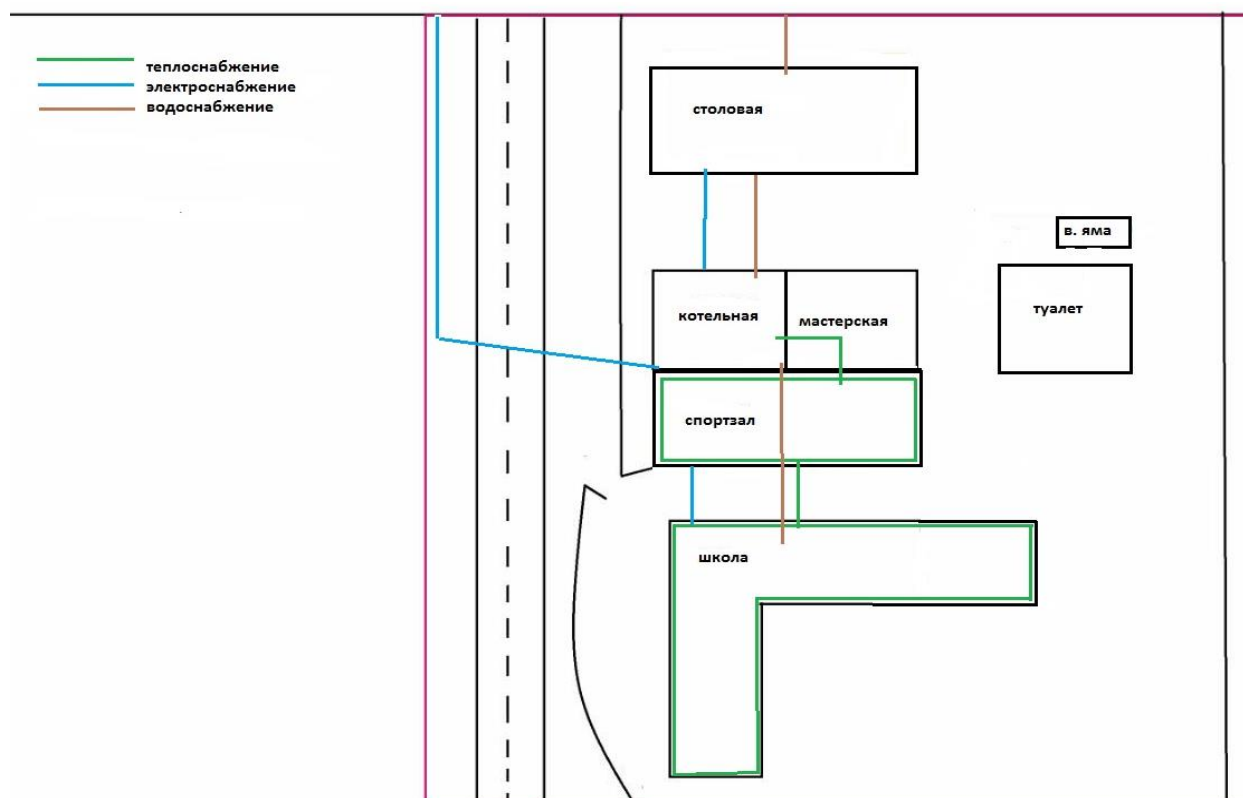 теплоснабжение
электроснабжение
водоснабжение
столовая
в. яма
котельная
мастерская
туалет
спортзал
школа